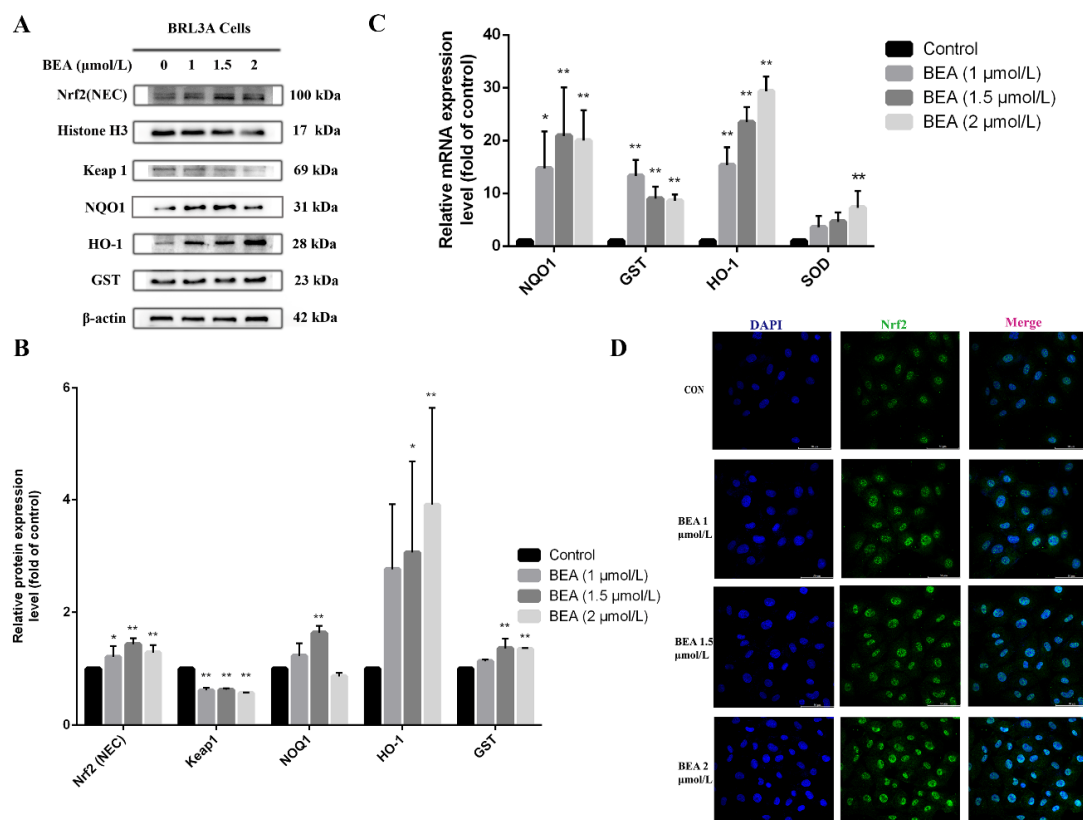 A
BRL3A Cells
BEA (μmol/L) 0 1 1.5 2
Nrf2(NEC) 100 kDa
Histone H3 17 kDa
Keap 1 69 kDa
NQO1 31 kDa
HO-1 28 kDa
GST 23 kDa
β-actin 42 kDa
B
Relative protein expression
level (fold of control)
6
4
2
0
* ** **
** ** **
**
* **
** **
Nrf2 (NEC)
Keap1
NOQ1
HO-1
GST
Control
BEA (1 μmol/L)
BEA (1.5 μmol/L)
BEA (2 μmol/L)
C
Relative mRNA expression
level (fold of control)
40
30
20
10
0
* ** **
** ** **
** ** **
**
NQO1
GST
HO-1
SOD
Control
BEA (1 μmol/L)
BEA (1.5 μmol/L)
BEA (2 μmol/L)
D
DAPI Nrf2 Merge
CON
BEA 1
μmol/L
BEA 1.5
μmol/L
BEA 2
μmol/L